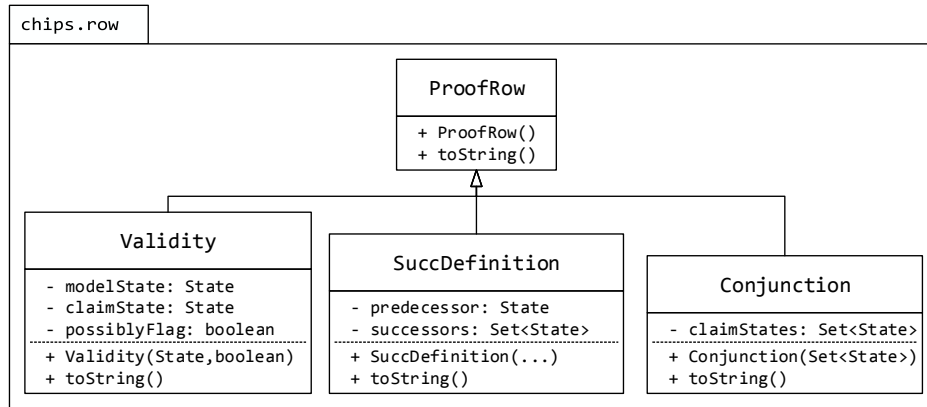 chips.row
ProofRow
+ ProofRow()
+ toString()
Validity
- modelState: State
- claimState: State
- possiblyFlag: boolean
+ Validity(State,boolean)
+ toString()
SuccDefinition
- predecessor: State
- successors: Set<State>
+ SuccDefinition(...)
+ toString()
Conjunction
- claimStates: Set<State>
+ Conjunction(Set<State>)
+ toString()